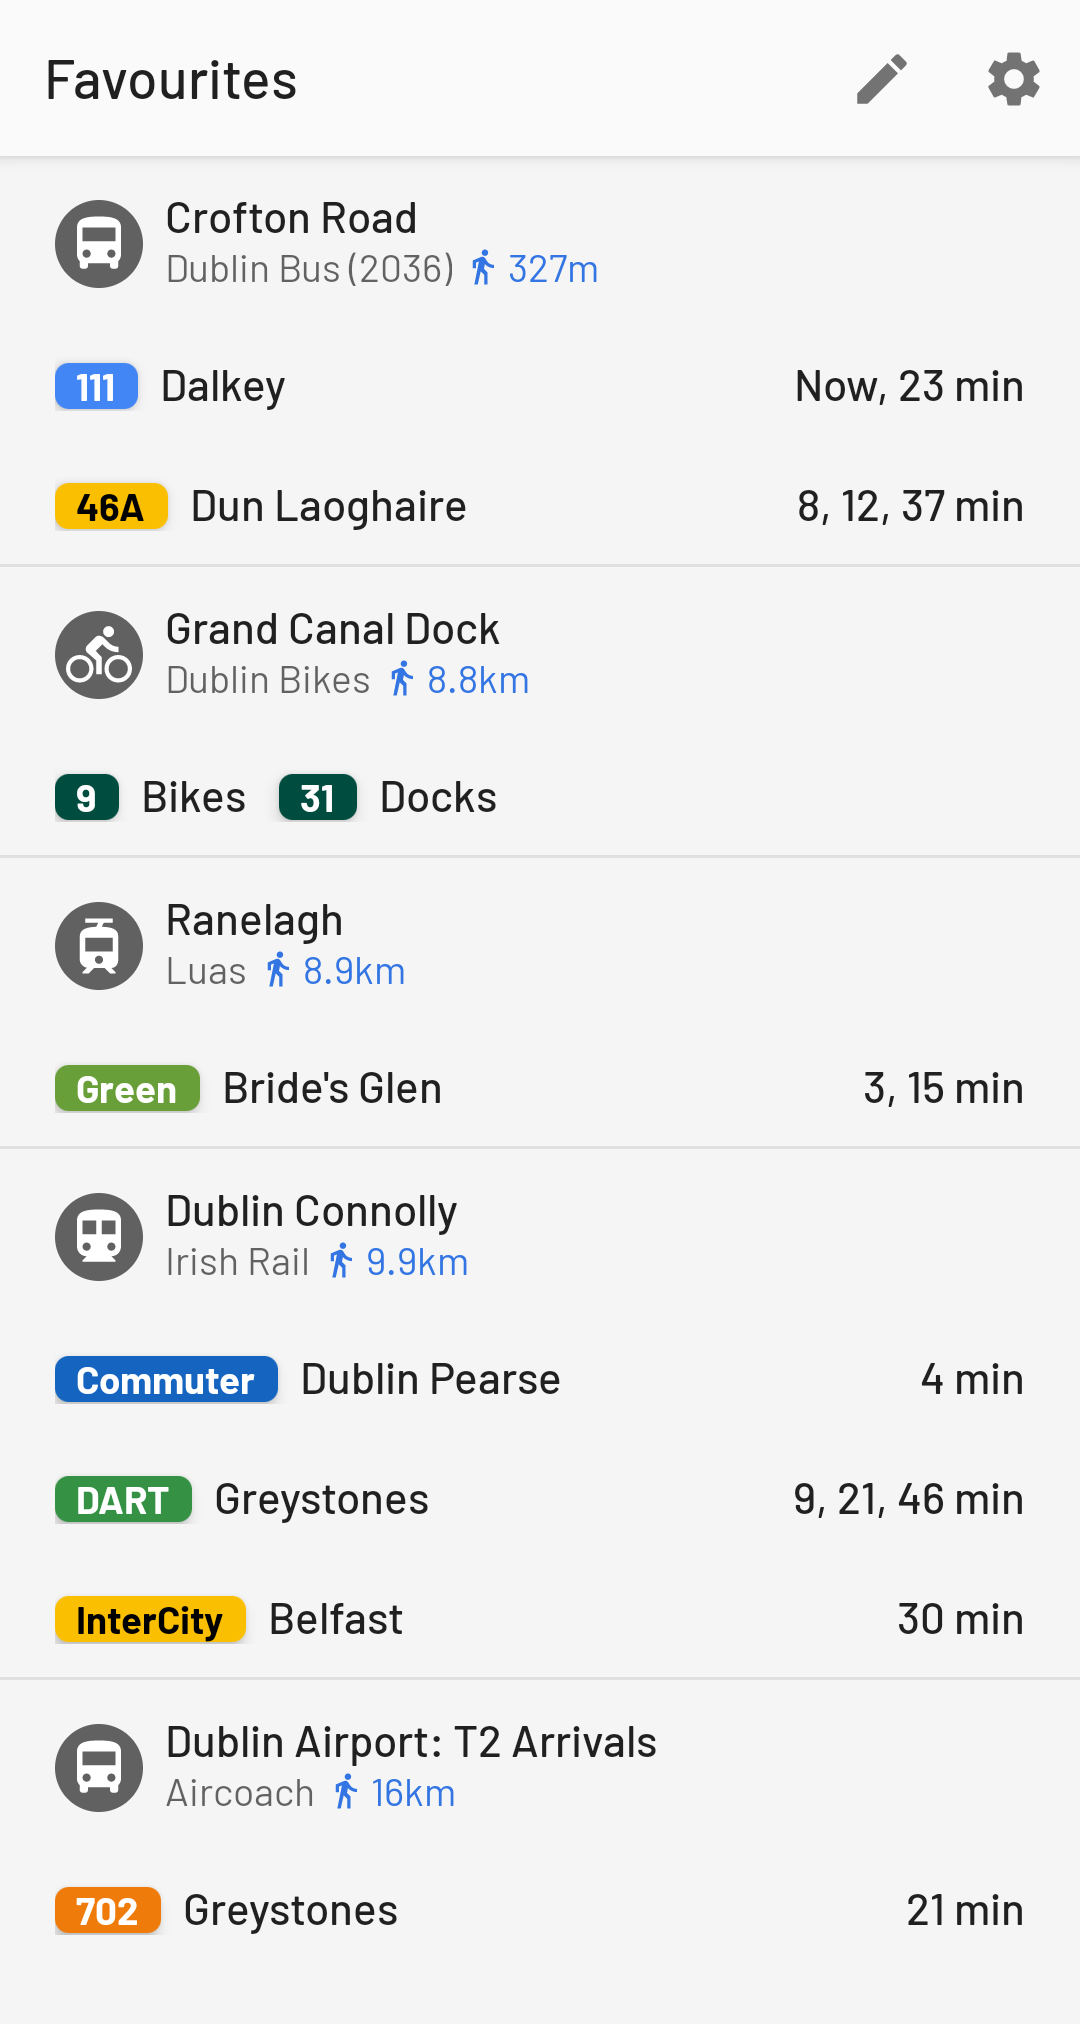 Favourites
Crofton Road
Dublin Bus (2036) 327m
111 Dalkey Now, 23 min
46A Dun Laoghaire 8, 12, 37 min
Grand Canal Dock
Dublin Bikes 8.8km
9 Bikes 31 Docks
Ranelagh
Luas 8.9km
Green Bride's Glen 3, 15 min
Dublin Connolly
Irish Rail 9.9km
Commuter Dublin Pearse 4 min
DART Greystones 9, 21, 46 min
InterCity Belfast 30 min
Dublin Airport: T2 Arrivals
Aircoach 16km
702 Greystones 21 min